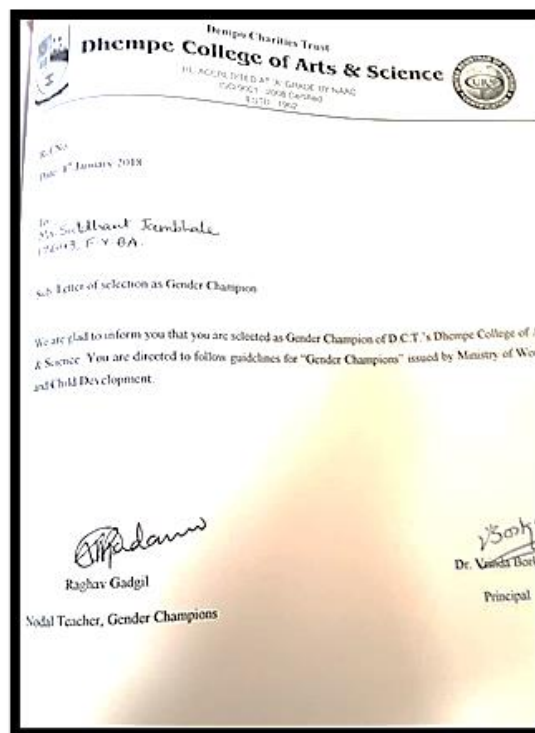 Dempo Charities Trust
Dhempe College of Arts & Science
ACCREDITED AT 'A' GRADE BY NAAC
ISO 9001 : 2008 Certified
ESTD : 1962
Ref No
Date 4th January 2018
To
Mr. Siddhant Kambhale
F.Y BA.
Sub: Letter of selection as Gender Champion
We are glad to inform you that you are selected as Gender Champion of D.C.T.'s Dhempe College of
& Science. You are directed to follow guidelines for "Gender Champions" issued by Ministry of
and Child Development.
Raghav Gadgil
Dr. Vrinda
Nodal Teacher, Gender Champions
Principal